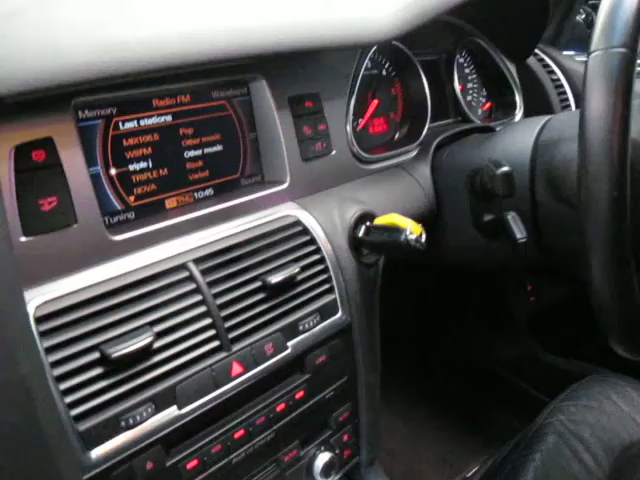 Memory Radio FM Waveband
Last stations
MIX106.5 Pop
WSFM Other music
triple j Other music
TRIPLE M Rock
NOVA Varied
Tuning TMC 10:45 Sound